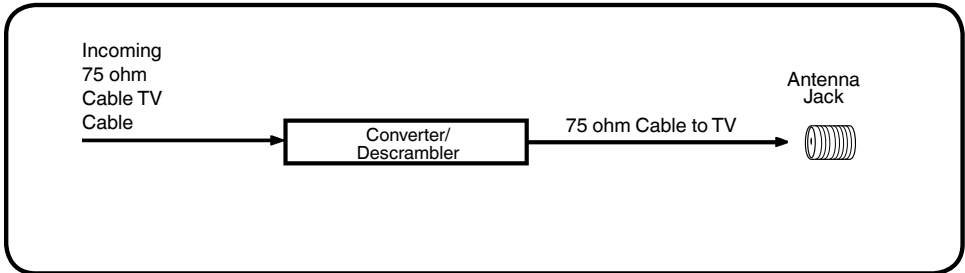 Incoming
75 ohm
Cable TV
Cable
Converter/
Descrambler
75 ohm Cable to TV
Antenna
Jack